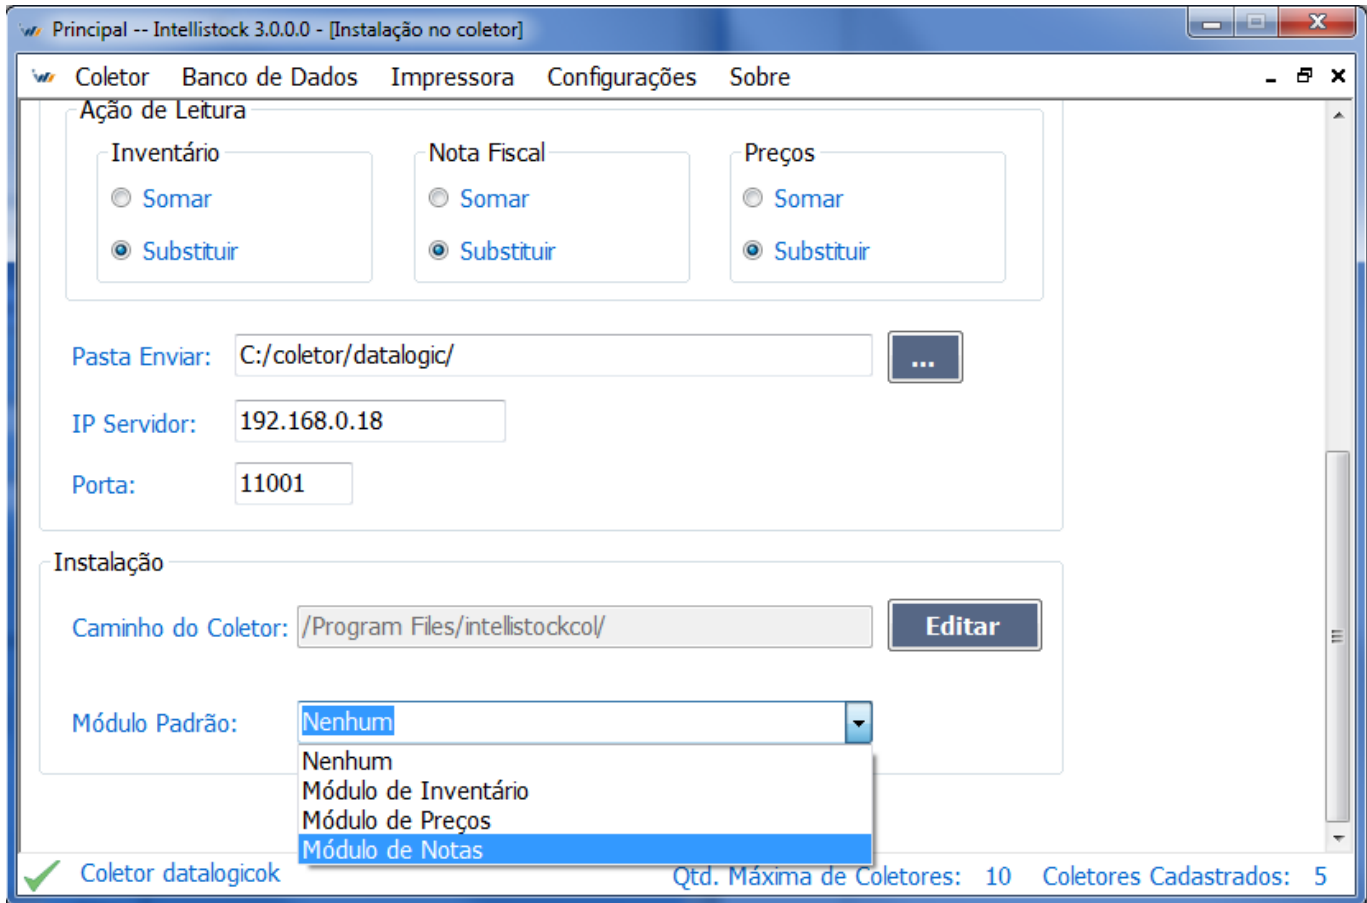 Principal -- Intellistock 3.0.0.0 - [Instalação no coletor]
Coletor Banco de Dados Impressora Configurações Sobre
Ação de Leitura
Inventário Nota Fiscal Preços
Somar Somar Somar
Substituir Substituir Substituir
Pasta Enviar: C:/coletor/datalogic/ ...
IP Servidor: 192.168.0.18
Porta: 11001
Instalação
Caminho do Coletor: /Program Files/intellistockcol/ Editar
Módulo Padrão: Nenhum
Nenhum
Módulo de Inventário
Módulo de Preços
Módulo de Notas
Coletor datalogicok Qtd. Máxima de Coletores: 10 Coletores Cadastrados: 5